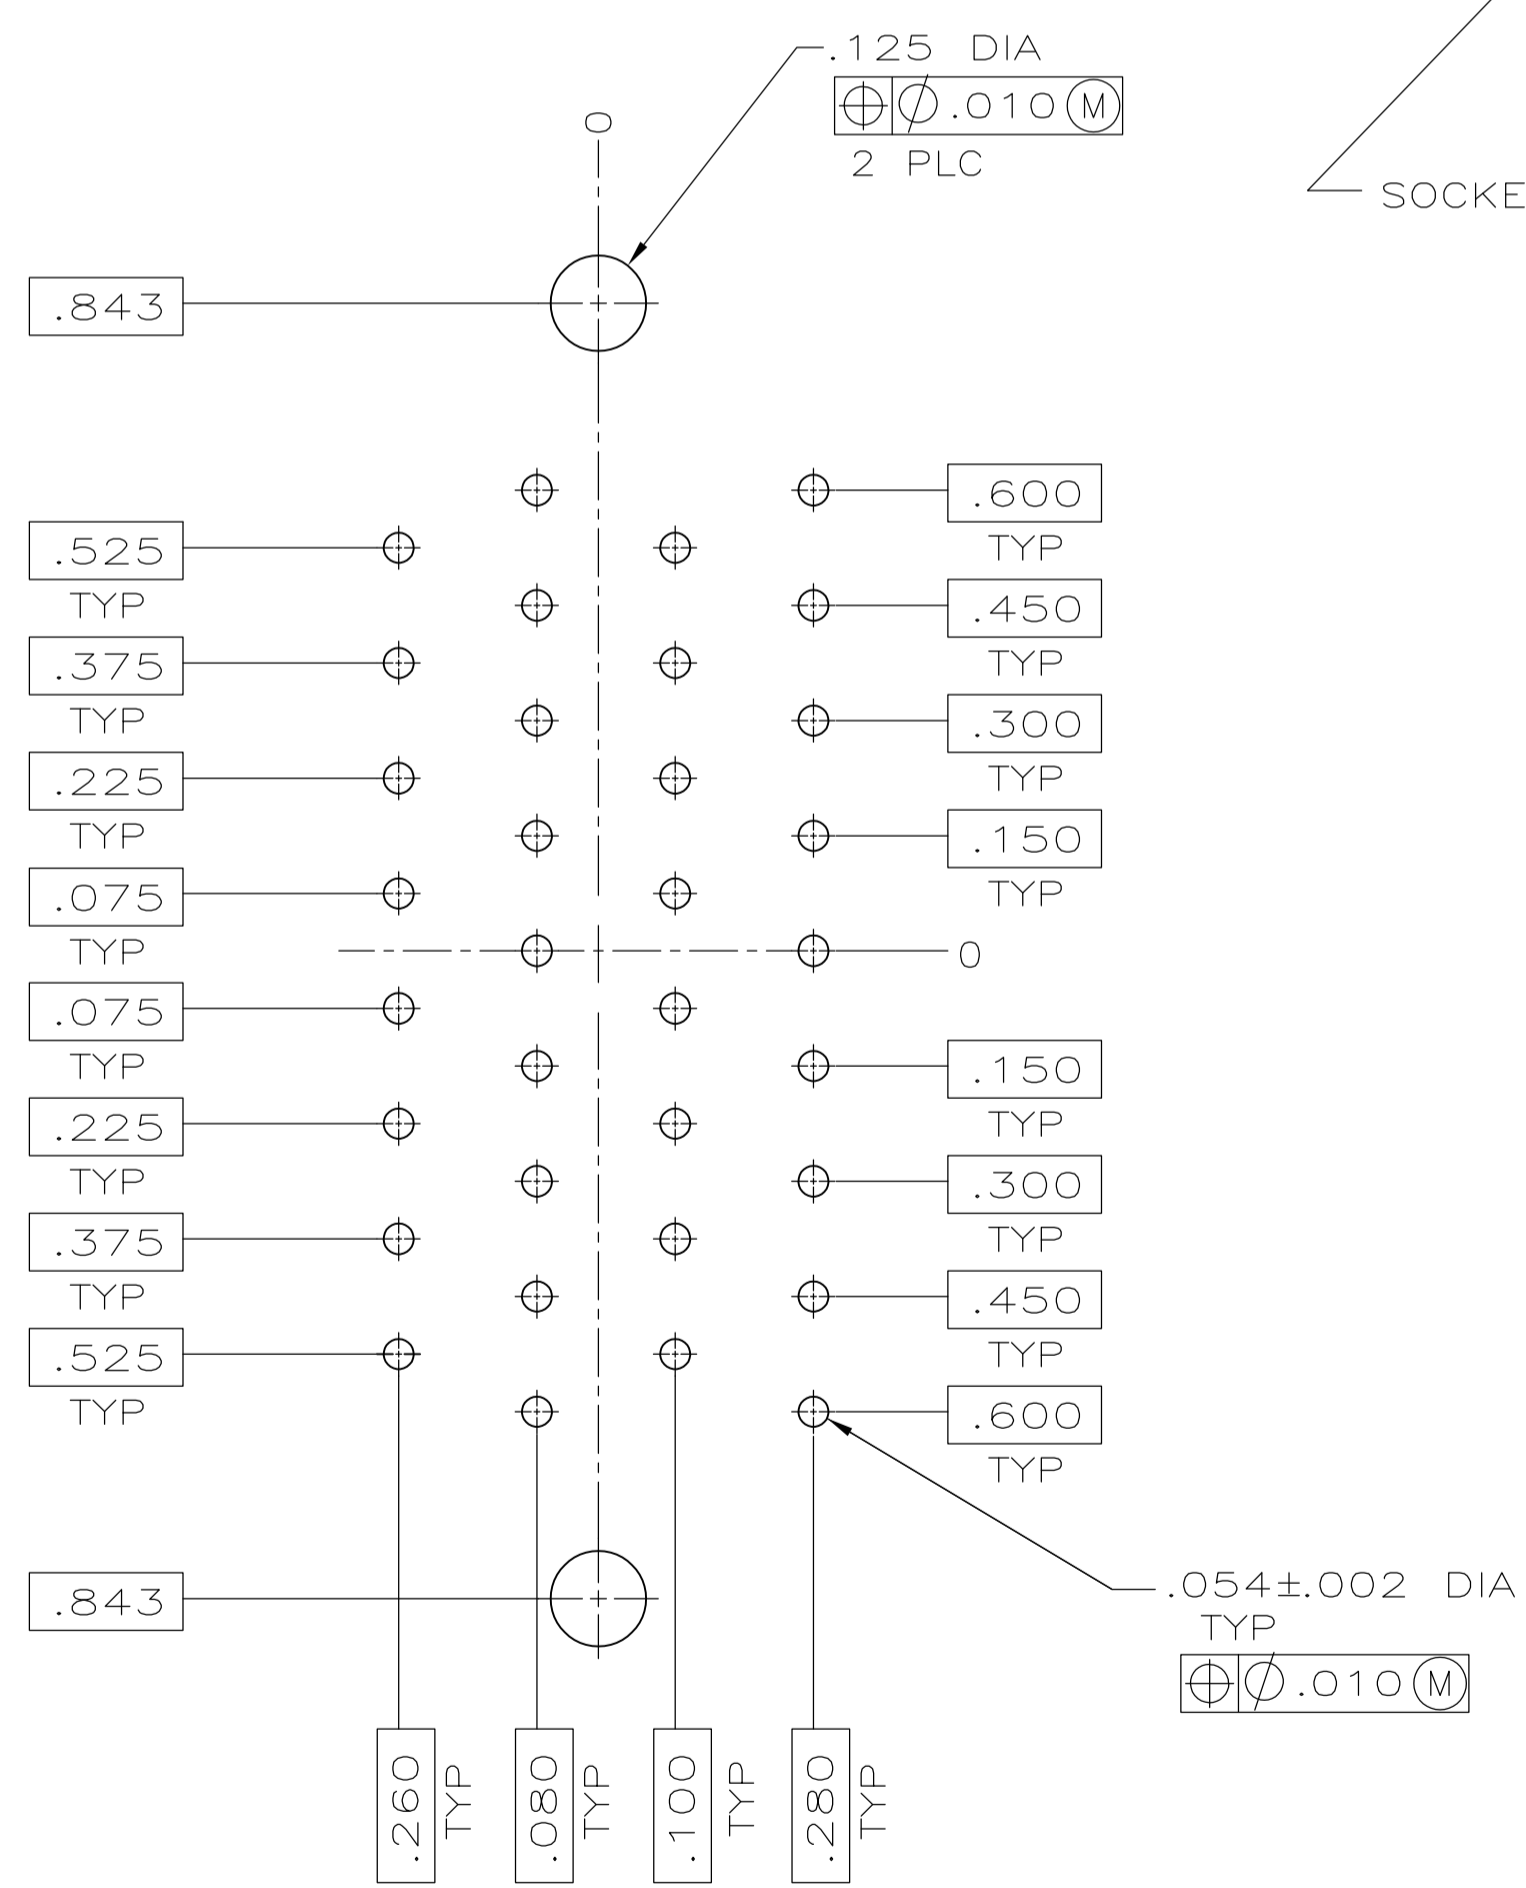 .125 DIA
⌖ ⌀ .010 Ⓜ
2 PLC
SOCKE
0
.843
.600
TYP
.525
TYP
.450
TYP
.375
TYP
.300
TYP
.225
TYP
.150
TYP
.075
TYP
0
.075
TYP
.150
TYP
.225
TYP
.300
TYP
.375
TYP
.450
TYP
.525
TYP
.600
TYP
.843
.054±.002 DIA
TYP
⌖ ⌀ .010 Ⓜ
.260
TYP
.080
TYP
.100
TYP
.280
TYP